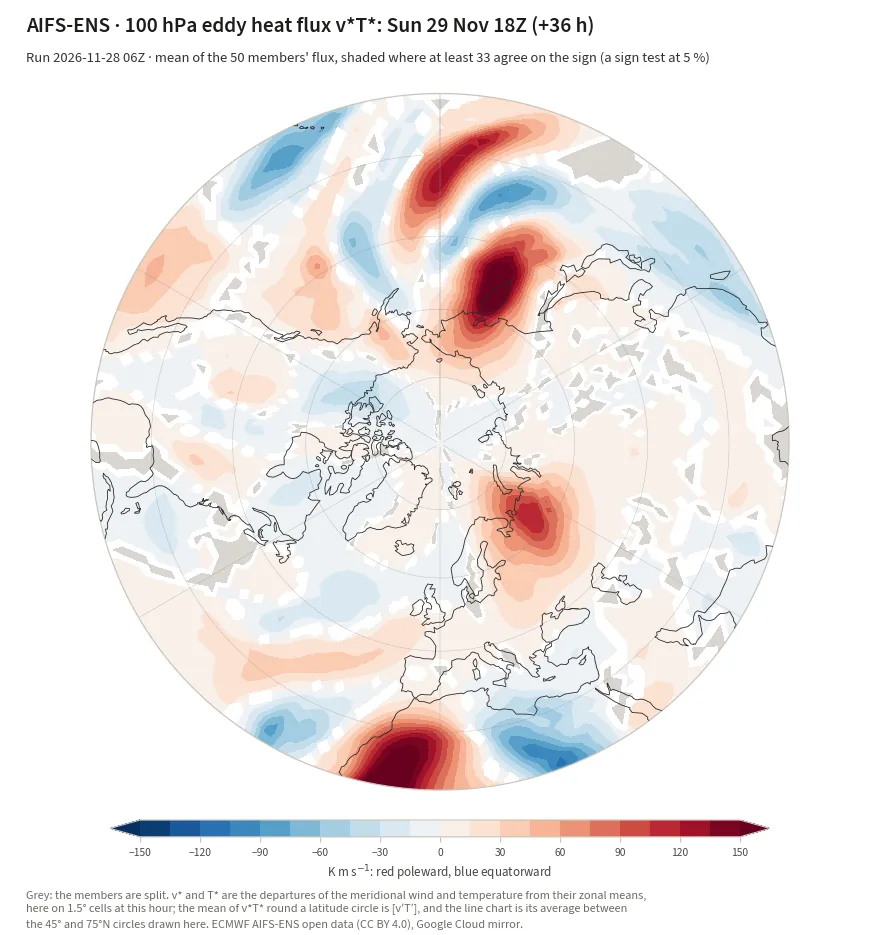 AIFS-ENS · 100 hPa eddy heat flux v*T*: Sun 29 Nov 18Z (+36 h)
Run 2026-11-28 06Z · mean of the 50 members' flux, shaded where at least 33 agree on the sign (a sign test at 5 %)
−150 −120 −90 −60 −30 0 30 60 90 120 150
K m s⁻¹: red poleward, blue equatorward
Grey: the members are split. v* and T* are the departures of the meridional wind and temperature from their zonal means,
here on 1.5° cells at this hour; the mean of v*T* round a latitude circle is [v'T'], and the line chart is its average between
the 45° and 75°N circles drawn here. ECMWF AIFS-ENS open data (CC BY 4.0), Google Cloud mirror.